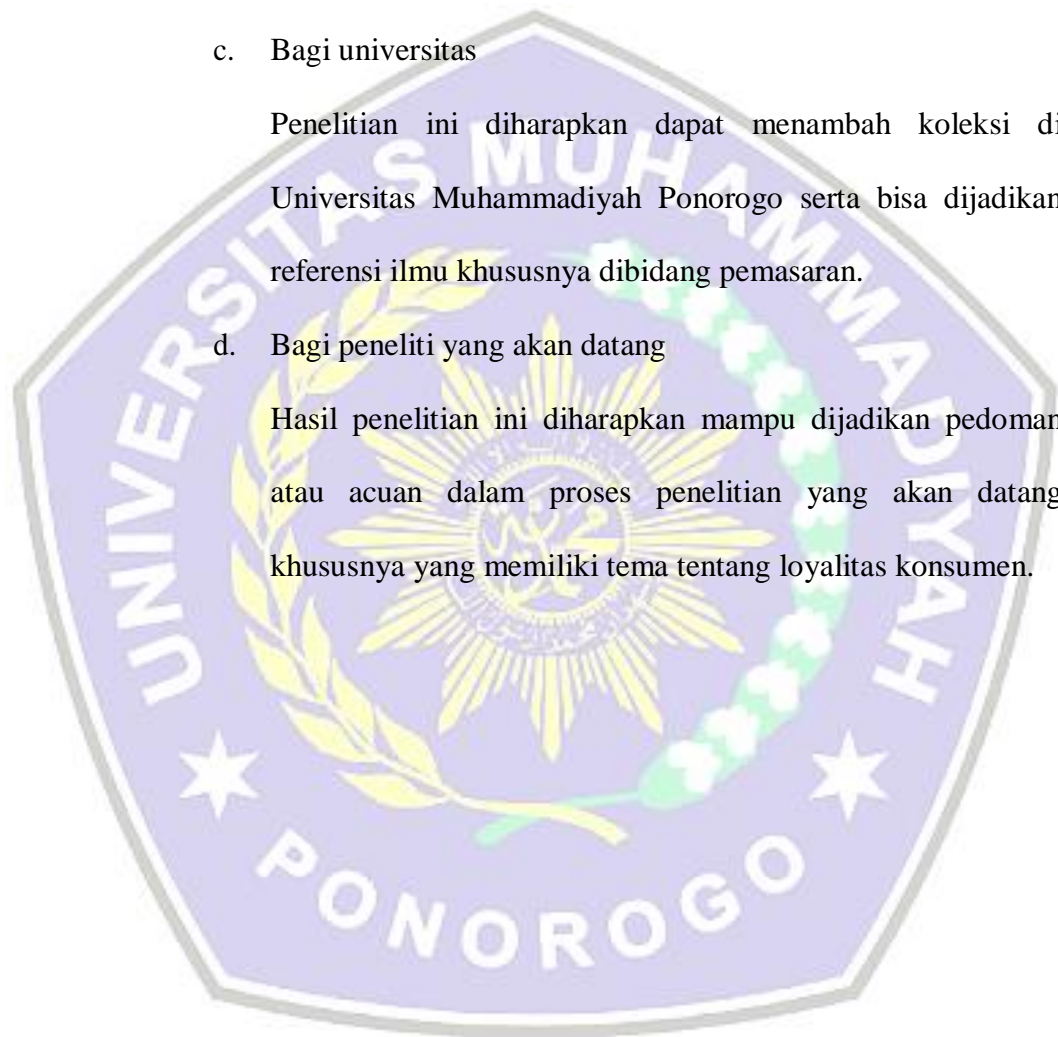 c. Bagi universitas
Penelitian ini diharapkan dapat menambah koleksi di
Universitas Muhammadiyah Ponorogo serta bisa dijadikan
referensi ilmu khususnya dibidang pemasaran.
d. Bagi peneliti yang akan datang
Hasil penelitian ini diharapkan mampu dijadikan pedoman
atau acuan dalam proses penelitian yang akan datang
khususnya yang memiliki tema tentang loyalitas konsumen.
UNIVERSITAS MUHAMMADIYAH
PONOROGO